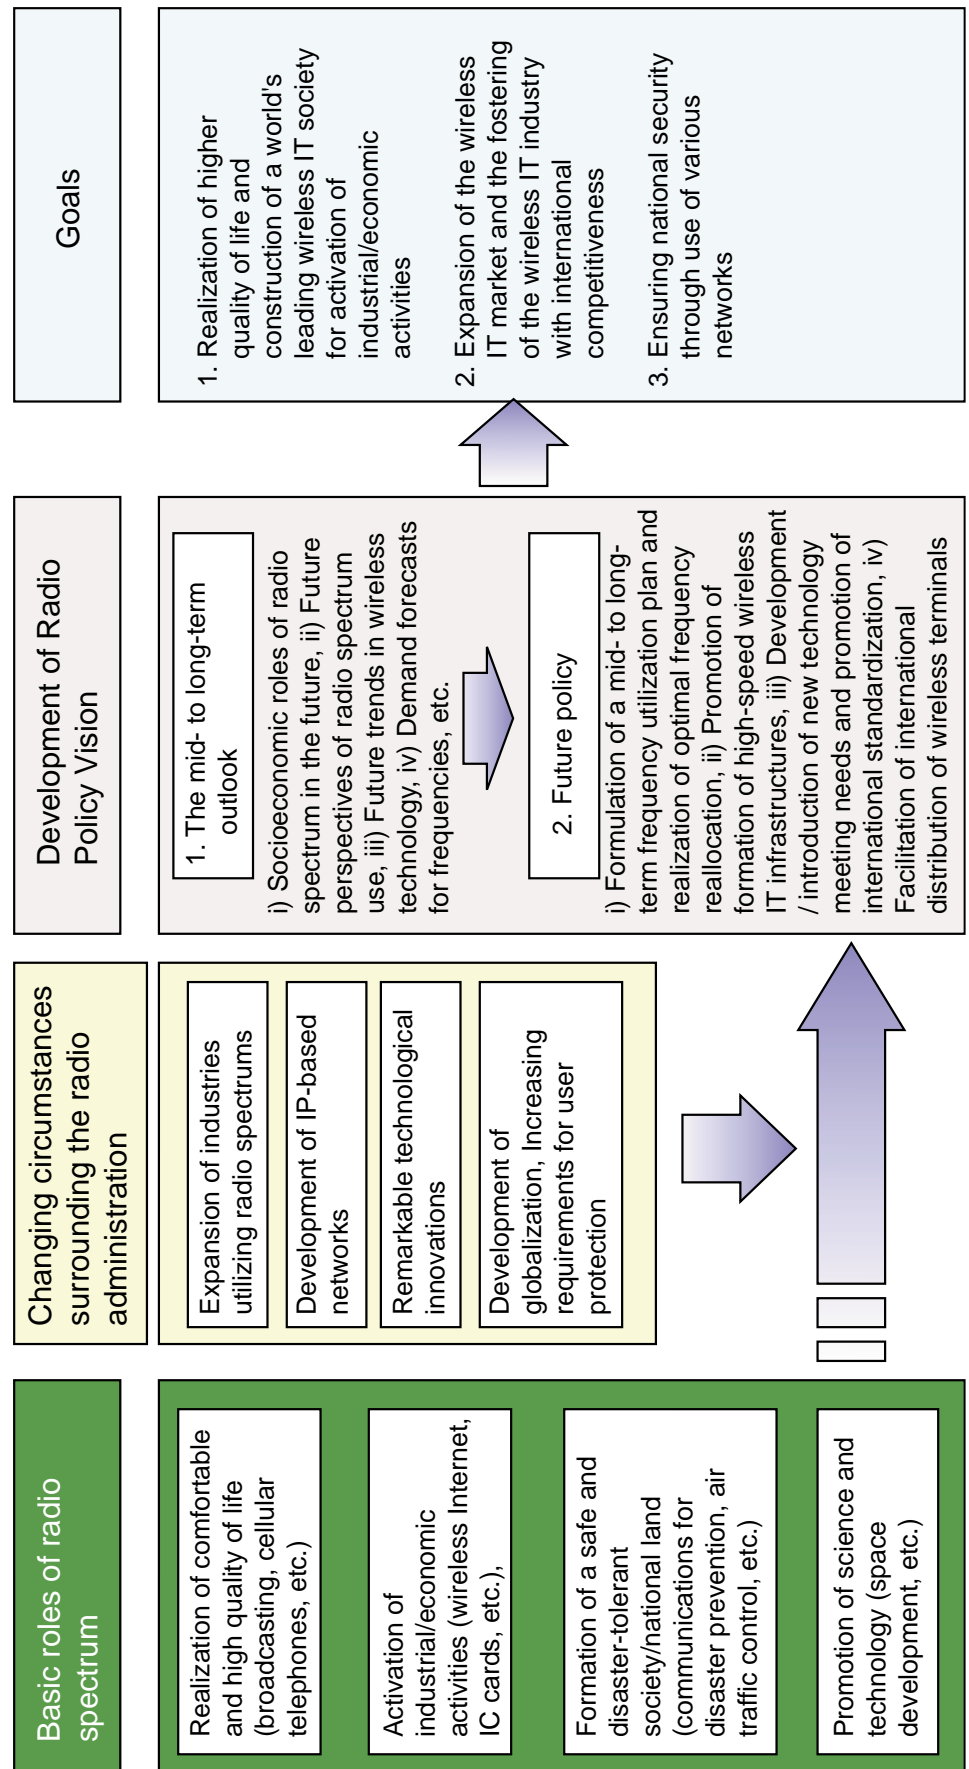 Basic roles of radio
spectrum
Realization of comfortable
and high quality of life
(broadcasting, cellular
telephones, etc.)
Activation of
industrial/economic
activities (wireless Internet,
IC cards, etc.),
Formation of a safe and
disaster-tolerant
society/national land
(communications for
disaster prevention, air
traffic control, etc.)
Promotion of science and
technology (space
development, etc.)
Changing circumstances
surrounding the radio
administration
Expansion of industries
utilizing radio spectrums
Development of IP-based
networks
Remarkable technological
innovations
Development of
globalization, Increasing
requirements for user
protection
Development of Radio
Policy Vision
1. The mid- to long-term
outlook
i) Socioeconomic roles of radio
spectrum in the future, ii) Future
perspectives of radio spectrum
use, iii) Future trends in wireless
technology, iv) Demand forecasts
for frequencies, etc.
2. Future policy
i) Formulation of a mid- to long-
term frequency utilization plan and
realization of optimal frequency
reallocation, ii) Promotion of
formation of high-speed wireless
IT infrastructures, iii) Development
/ introduction of new technology
meeting needs and promotion of
international standardization, iv)
Facilitation of international
distribution of wireless terminals
Goals
1. Realization of higher
quality of life and
construction of a world's
leading wireless IT society
for activation of
industrial/economic
activities
2. Expansion of the wireless
IT market and the fostering
of the wireless IT industry
with international
competitiveness
3. Ensuring national security
through use of various
networks